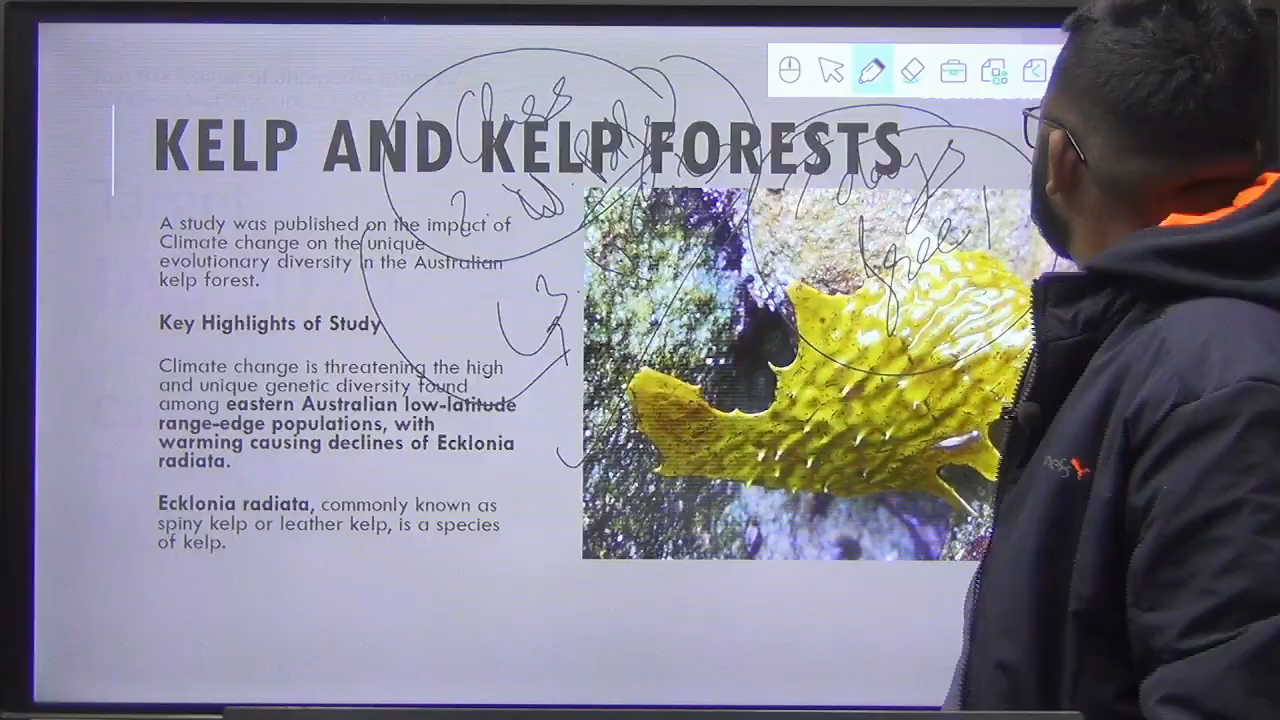 KELP AND KELP FORESTS
A study was published on the impact of
Climate change on the unique
evolutionary diversity in the Australian
kelp forest.
Key Highlights of Study
Climate change is threatening the high
and unique genetic diversity found
among eastern Australian low-latitude
range-edge populations, with
warming causing declines of Ecklonia
radiata.
Ecklonia radiata, commonly known as
spiny kelp or leather kelp, is a species
of kelp.